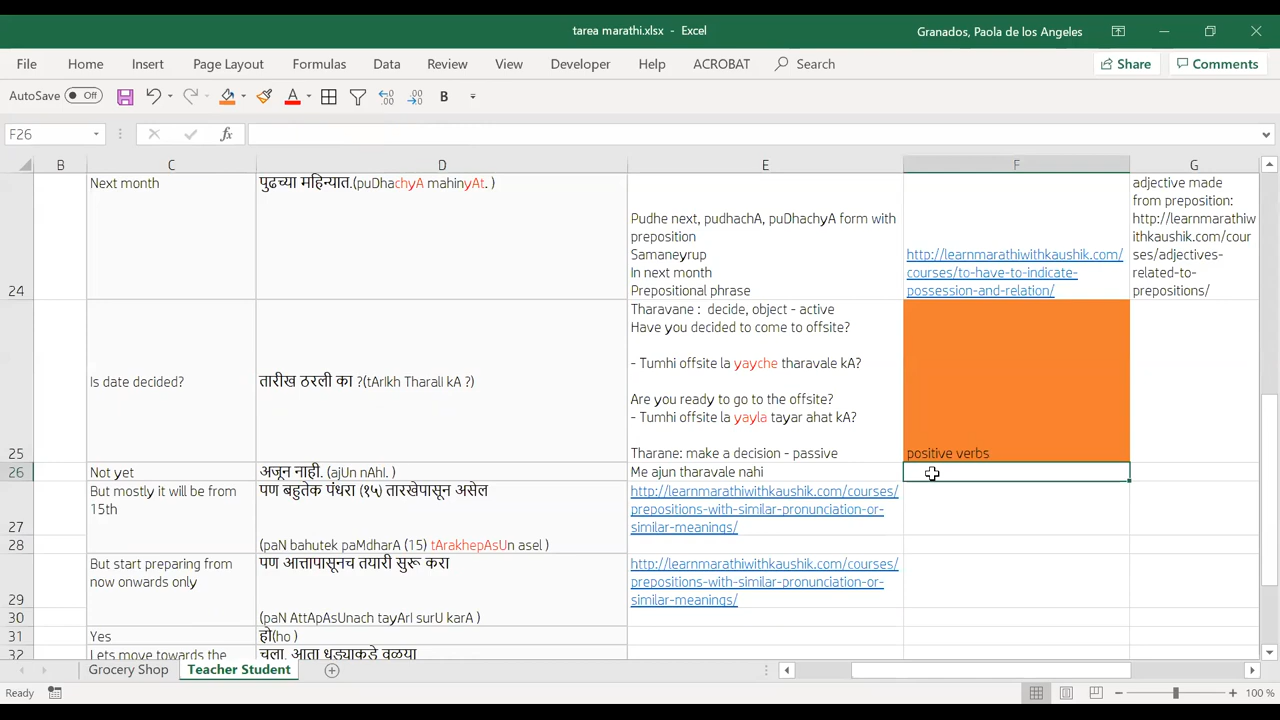 tarea marathi.xlsx - Excel
Granados, Paola de los Angeles
File Home Insert Page Layout Formulas Data Review View Developer Help ACROBAT Search Share Comments
AutoSave Off
B
F26
fx
B C D E F G
24
Next month
पुढच्या महिन्यात.(puDhachyA mahinyAt. )
Pudhe next, pudhachA, puDhachyA form with
preposition
Samaneyrup
In next month
Prepositional phrase
http://learnmarathiwithkaushik.com/
courses/to-have-to-indicate-
possession-and-relation/
adjective made
from preposition:
http://learnmarathiw
ithkaushik.com/cour
ses/adjectives-
related-to-
prepositions/
25
Is date decided?
तारीख ठरली का ?(tArIkh Tharali kA ?)
Tharavane :  decide, object - active
Have you decided to come to offsite?
- Tumhi offsite la yayche tharavale kA?
Are you ready to go to the offsite?
- Tumhi offsite la yayla tayar ahat kA?
Tharane: make a decision - passive
positive verbs
26
Not yet
अजून नाही. (ajUn nAhI. )
Me ajun tharavale nahi
27
28
But mostly it will be from
15th
पण बहुतेक पंधरा (१५) तारखेपासून असेल
(paN bahutek paMdharA (15) tArakhepAsUn asel )
http://learnmarathiwithkaushik.com/courses/
prepositions-with-similar-pronunciation-or-
similar-meanings/
29
30
But start preparing from
now onwards only
पण आत्तापासूनच तयारी सुरू करा
(paN AttApAsUnach tayArI surU karA )
http://learnmarathiwithkaushik.com/courses/
prepositions-with-similar-pronunciation-or-
similar-meanings/
31
Yes
हो(ho )
32
Lets move towards the
चला. आता धड्याकडे वळूया
Grocery Shop Teacher Student
Ready
100 %